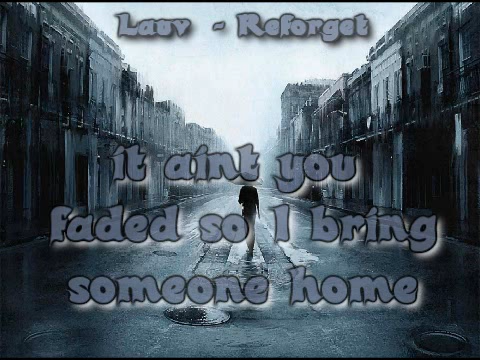 Lauv - Reforget
it aint you
faded so I bring
someone home